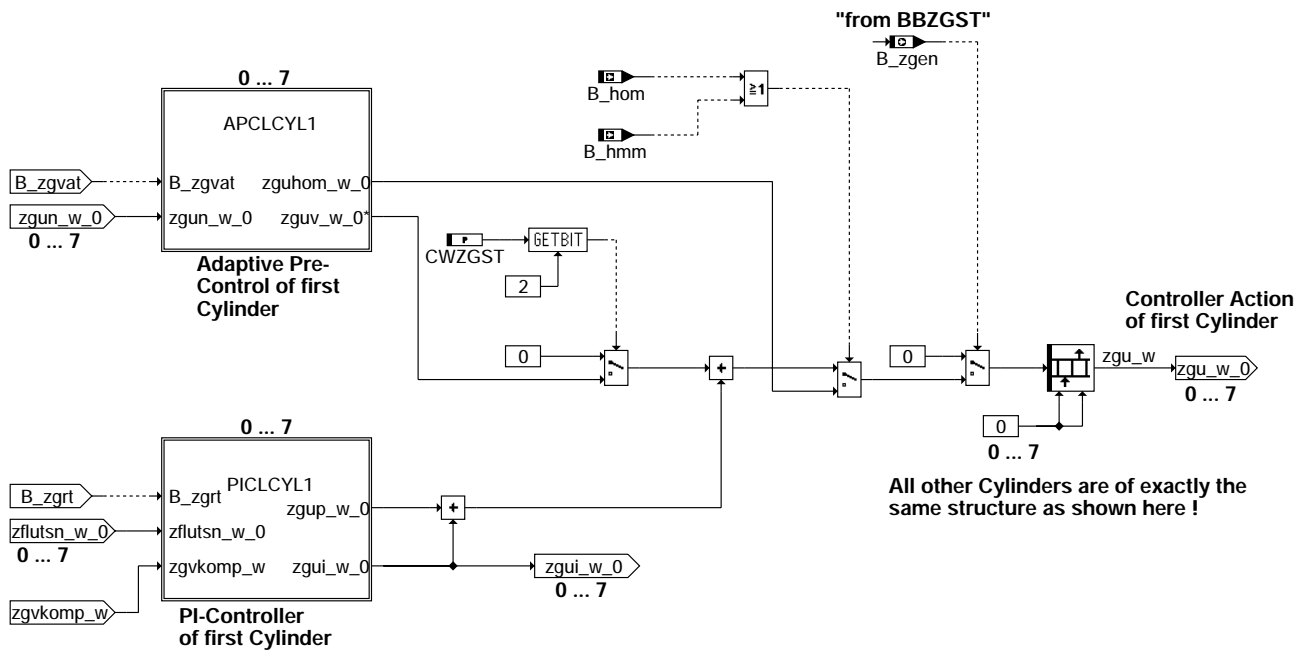 "from BBZGST"
B_zgen
0 ... 7
B_hom
≧1
B_hmm
APCLCYL1
B_zgvat
B_zgvat
zguhom_w_0
zgun_w_0
zgun_w_0
zguv_w_0*
0 ... 7
Adaptive Pre-
Control of first
Cylinder
P
GETBIT
CWZGST
2
0
+
0
Controller Action
of first Cylinder
zgu_w
zgu_w_0
0 ... 7
0
0 ... 7
All other Cylinders are of exactly the
same structure as shown here !
0 ... 7
PICLCYL1
B_zgrt
B_zgrt
zgup_w_0
+
zflutsn_w_0
zflutsn_w_0
0 ... 7
zgvkomp_w
zgui_w_0
zgui_w_0
0 ... 7
zgvkomp_w
PI-Controller
of first Cylinder